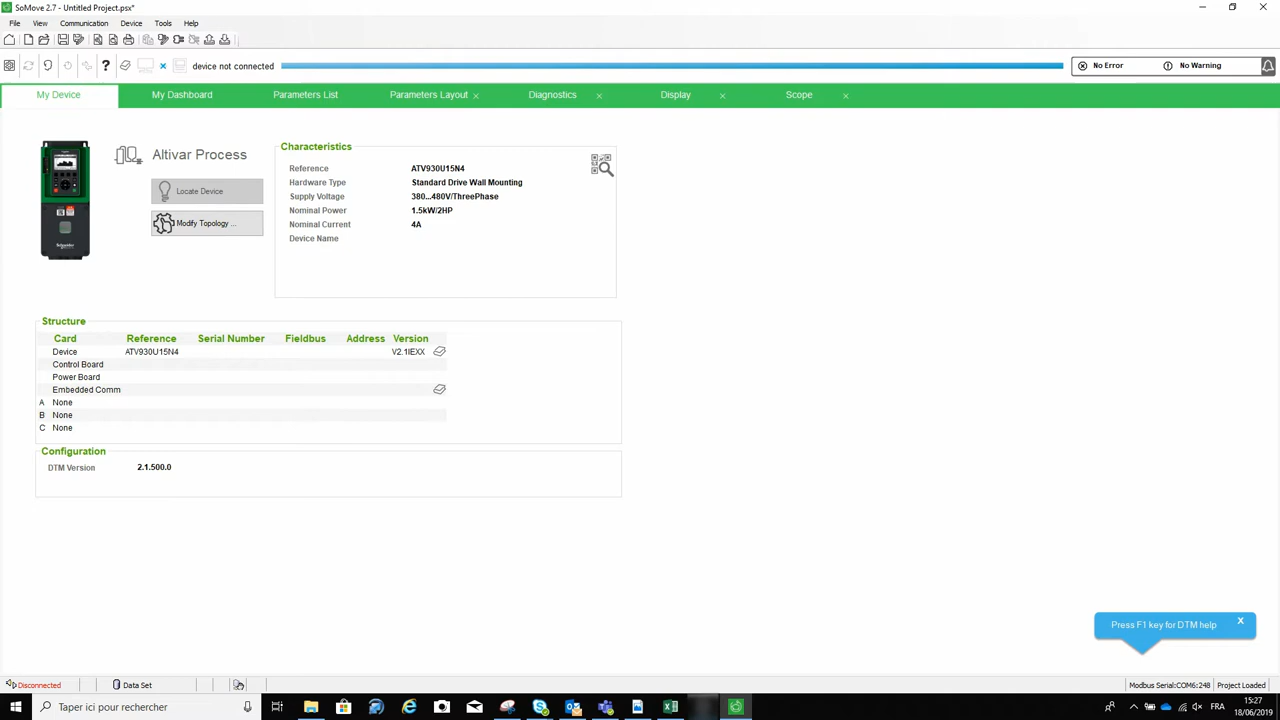 SoMove 2.7 - Untitled Project.psx*
File View Communication Device Tools Help
device not connected
No Error No Warning
My Device My Dashboard Parameters List Parameters Layout Diagnostics Display Scope
Altivar Process
Locate Device
Modify Topology ...
Characteristics
Reference ATV930U15N4
Hardware Type Standard Drive Wall Mounting
Supply Voltage 380...480V/ThreePhase
Nominal Power 1.5kW/2HP
Nominal Current 4A
Device Name
Schneider
Structure
Card Reference Serial Number Fieldbus Address Version
Device ATV930U15N4 V2.1IEXX
Control Board
Power Board
Embedded Comm
A None
B None
C None
Configuration
DTM Version 2.1.500.0
Press F1 key for DTM help X
Disconnected Data Set Modbus Serial:COM6:248 Project Loaded
Taper ici pour rechercher
FRA
15:27
18/06/2019